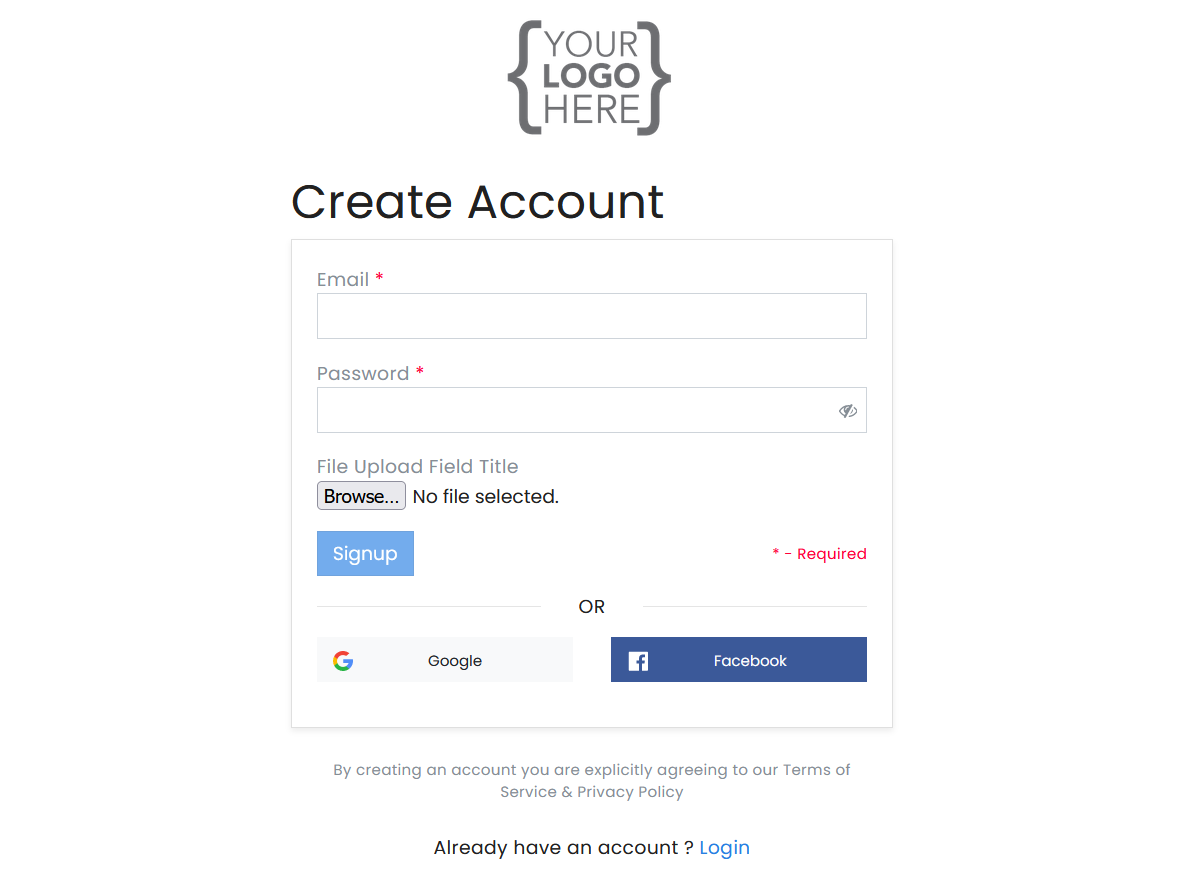 YOUR
LOGO
HERE
Create Account
Email *
Password *
File Upload Field Title
Browse... No file selected.
Signup
* - Required
OR
Google
Facebook
By creating an account you are explicitly agreeing to our Terms of
Service & Privacy Policy
Already have an account ? Login